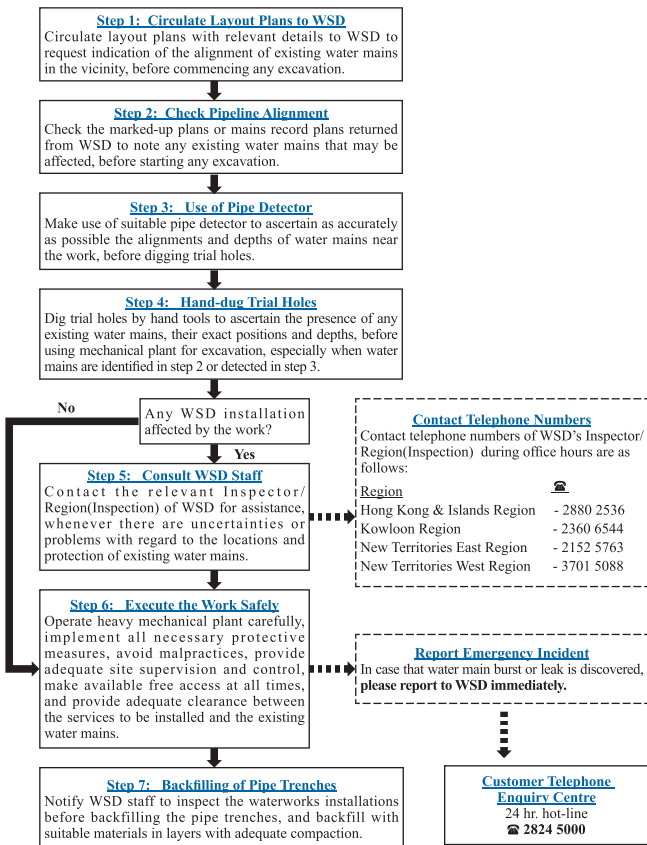 Step 1: Circulate Layout Plans to WSD
Circulate layout plans with relevant details to WSD to
request indication of the alignment of existing water mains
in the vicinity, before commencing any excavation.
Step 2: Check Pipeline Alignment
Check the marked-up plans or mains record plans returned
from WSD to note any existing water mains that may be
affected, before starting any excavation.
Step 3: Use of Pipe Detector
Make use of suitable pipe detector to ascertain as accurately
as possible the alignments and depths of water mains near
the work, before digging trial holes.
Step 4: Hand-dug Trial Holes
Dig trial holes by hand tools to ascertain the presence of any
existing water mains, their exact positions and depths, before
using mechanical plant for excavation, especially when water
mains are identified in step 2 or detected in step 3.
No
Any WSD installation
affected by the work?
Yes
Step 5: Consult WSD Staff
Contact the relevant Inspector/
Region(Inspection) of WSD for assistance,
whenever there are uncertainties or
problems with regard to the locations and
protection of existing water mains.
Contact Telephone Numbers
Contact telephone numbers of WSD's Inspector/
Region(Inspection) during office hours are as
follows:
Region ☎
Hong Kong & Islands Region - 2880 2536
Kowloon Region - 2360 6544
New Territories East Region - 2152 5763
New Territories West Region - 3701 5088
Step 6: Execute the Work Safely
Operate heavy mechanical plant carefully,
implement all necessary protective
measures, avoid malpractices, provide
adequate site supervision and control,
make available free access at all times,
and provide adequate clearance between
the services to be installed and the existing
water mains.
Report Emergency Incident
In case that water main burst or leak is discovered,
please report to WSD immediately.
Step 7: Backfilling of Pipe Trenches
Notify WSD staff to inspect the waterworks installations
before backfilling the pipe trenches, and backfill with
suitable materials in layers with adequate compaction.
Customer Telephone
Enquiry Centre
24 hr. hot-line
☎ 2824 5000